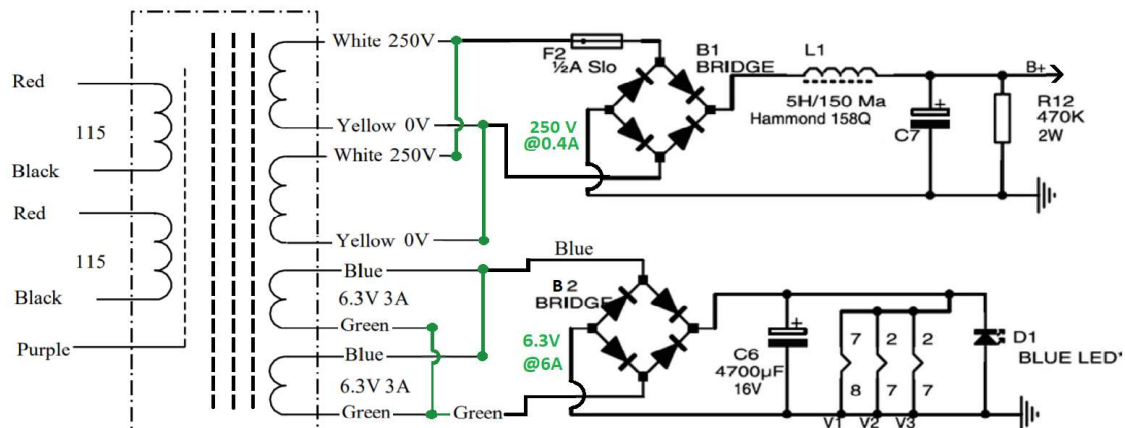 Red
115
Black
Red
115
Black
Purple
White 250V
Yellow 0V
White 250V
Yellow 0V
Blue
6.3V 3A
Green
Blue
6.3V 3A
Green
Green
Blue
F2
½A Slo
B1
BRIDGE
250 V
@0.4A
L1
5H/150 Ma
Hammond 158Q
C7
+
B+
R12
470K
2W
B 2
BRIDGE
6.3V
@6A
+
C6
4700µF
16V
7 2 2
8 7 7
V1 V2 V3
D1
BLUE LED*